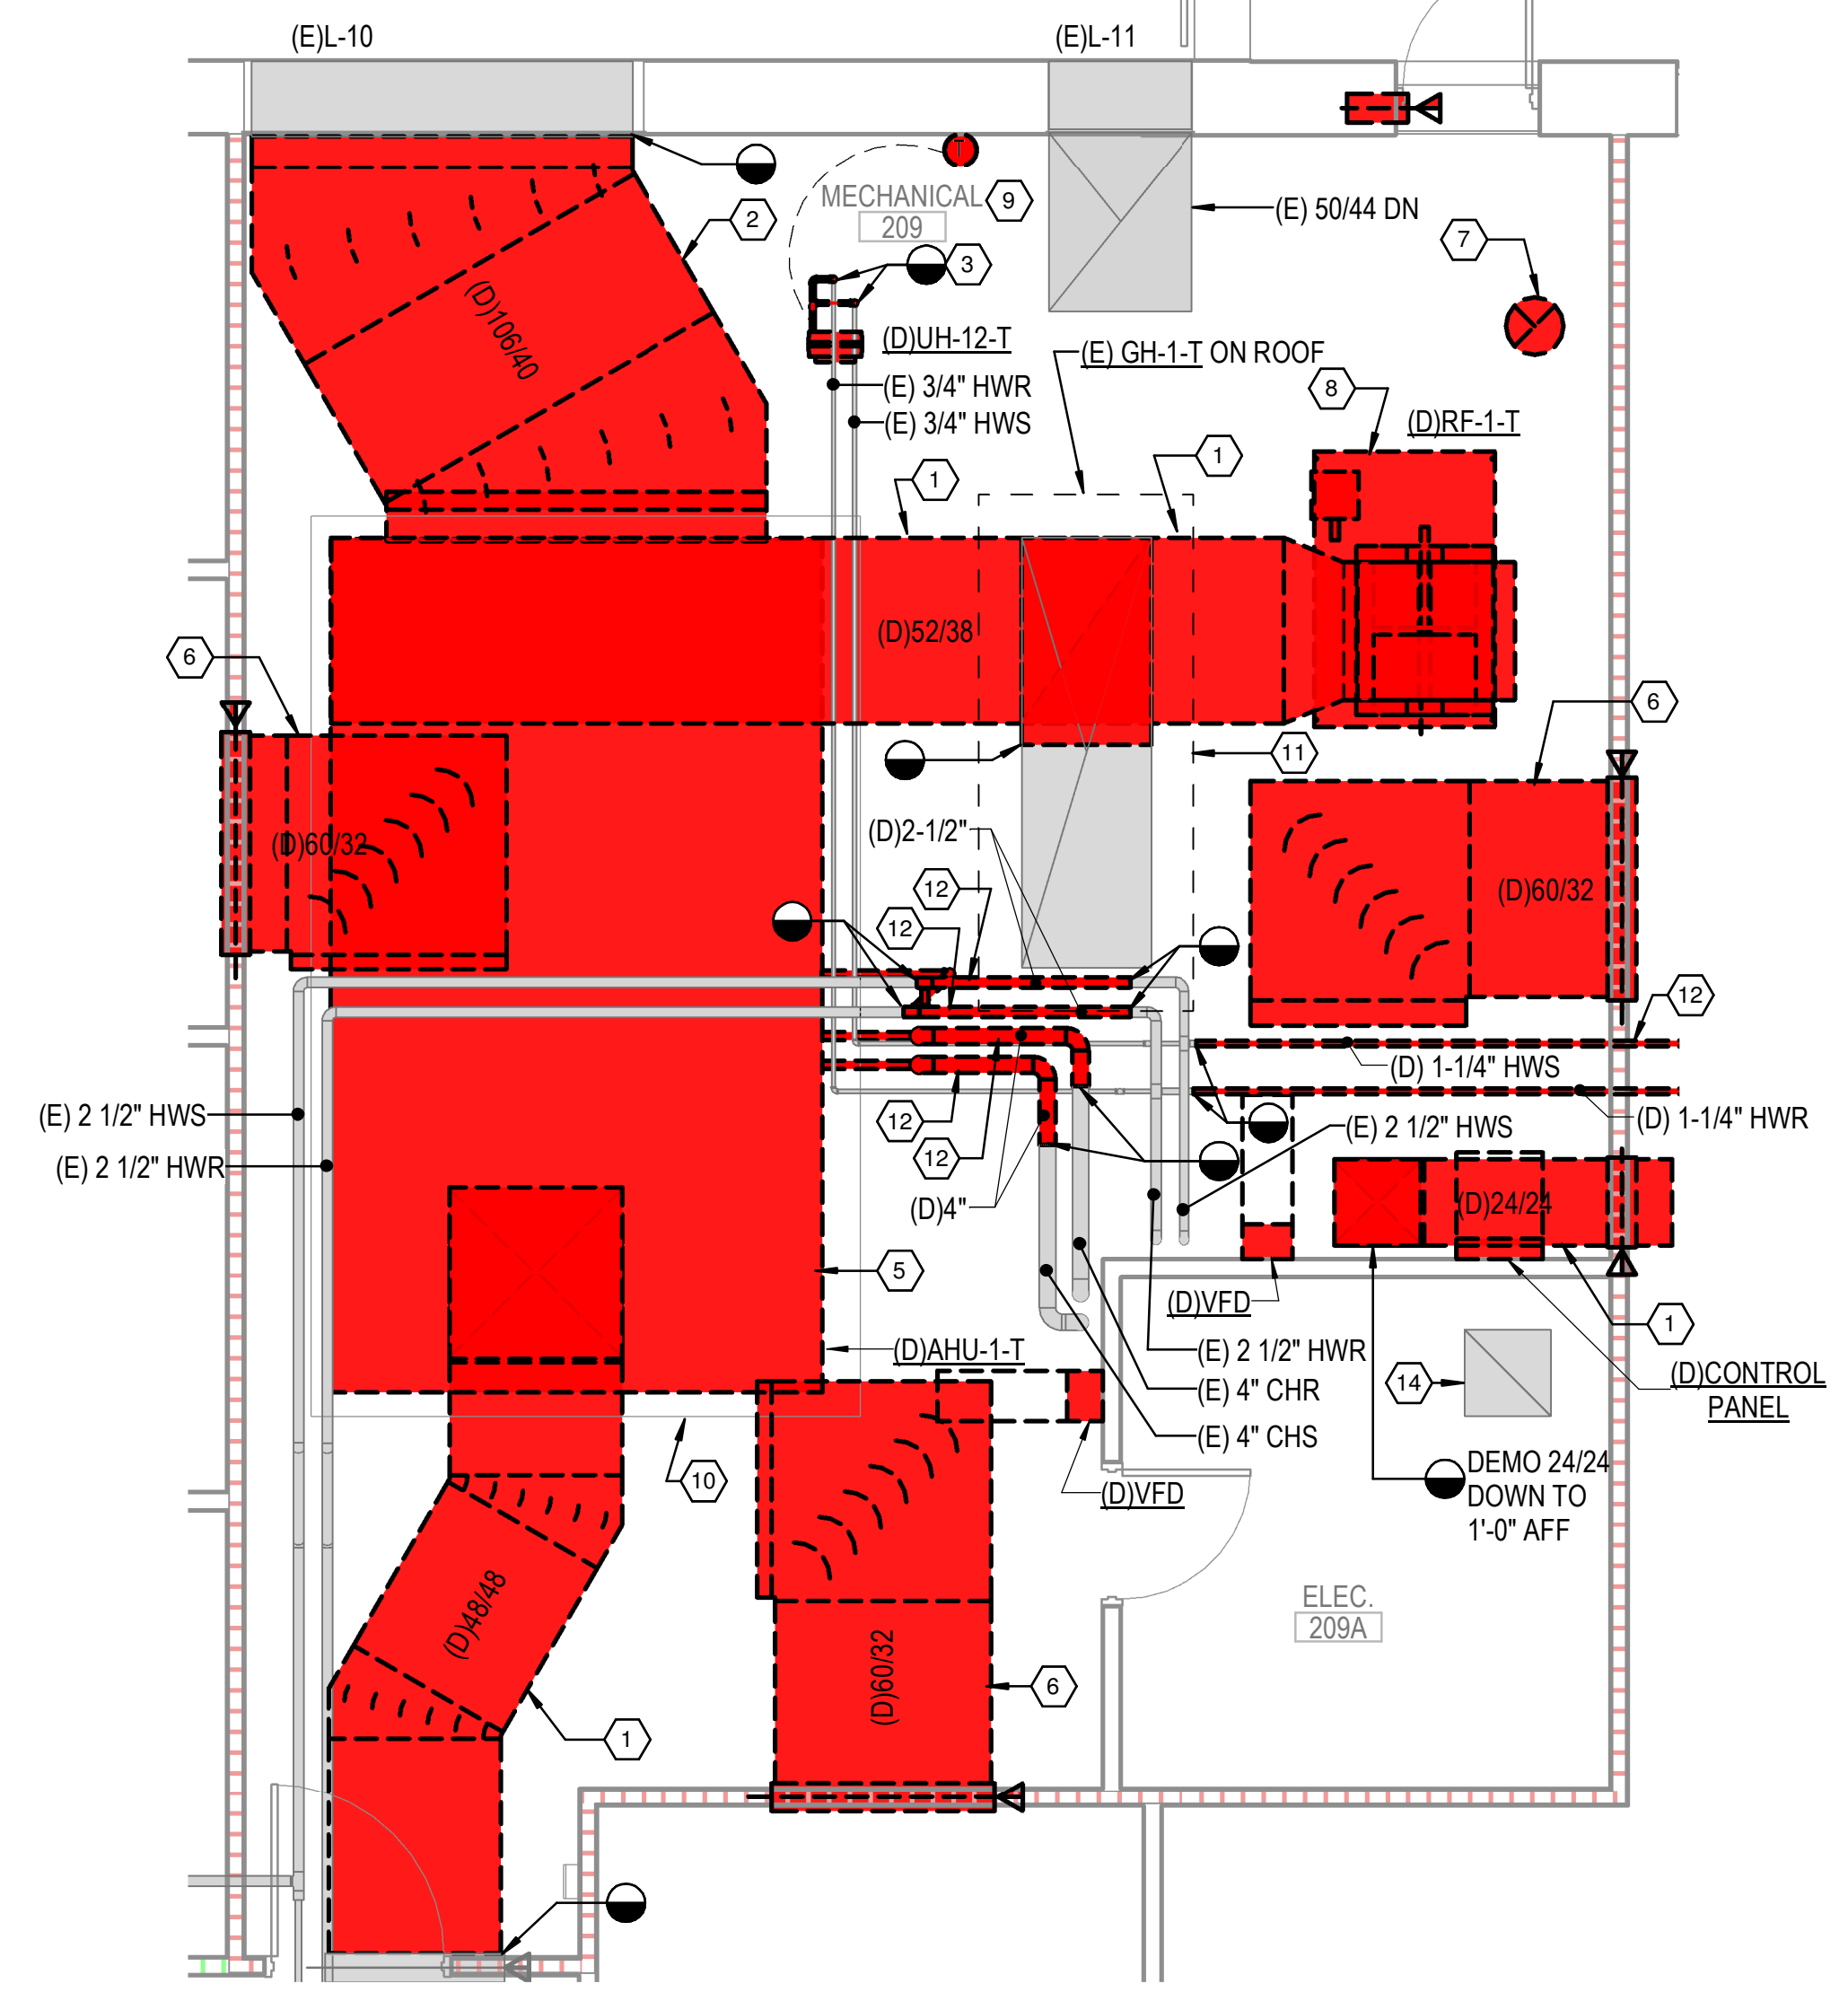 (E)L-10
(E)L-11
T
MECHANICAL
209
9
2
(E) 50/44 DN
3
7
(D)106/40
(D)UH-12-T
(E) GH-1-T ON ROOF
(E) 3/4" HWR
(E) 3/4" HWS
8
(D)RF-1-T
1
1
(D)52/38
6
6
11
(D)60/32
(D)2-1/2"
12
12
(D)60/32
12
(D) 1-1/4" HWS
(E) 2 1/2" HWS
12
(E) 2 1/2" HWS
(D) 1-1/4" HWR
(E) 2 1/2" HWR
12
(D)4"
(D)24/24
5
(D)VFD
1
(D)AHU-1-T
(E) 2 1/2" HWR
(E) 4" CHR
14
(D)CONTROL
PANEL
(E) 4" CHS
10
(D)VFD
DEMO 24/24
DOWN TO
1'-0" AFF
(D)48/48
ELEC.
209A
(D)60/32
6
1